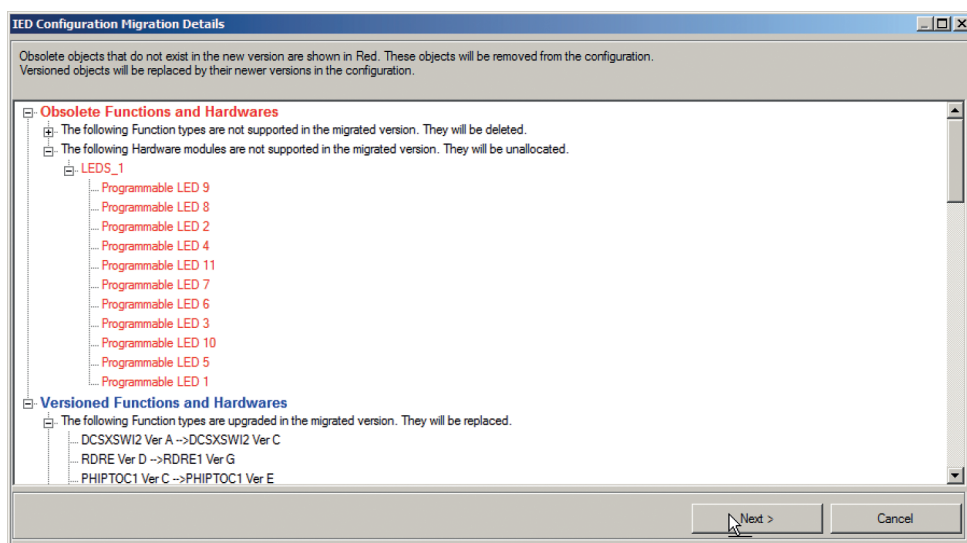 IED Configuration Migration Details
Obsolete objects that do not exist in the new version are shown in Red. These objects will be removed from the configuration.
Versioned objects will be replaced by their newer versions in the configuration.
Obsolete Functions and Hardwares
The following Function types are not supported in the migrated version. They will be deleted.
The following Hardware modules are not supported in the migrated version. They will be unallocated.
LEDS_1
Programmable LED 9
Programmable LED 8
Programmable LED 2
Programmable LED 4
Programmable LED 11
Programmable LED 7
Programmable LED 6
Programmable LED 3
Programmable LED 10
Programmable LED 5
Programmable LED 1
Versioned Functions and Hardwares
The following Function types are upgraded in the migrated version. They will be replaced.
DCSXSWI2 Ver A -->DCSXSWI2 Ver C
RDRE Ver D -->RDRE1 Ver G
PHIPTOC1 Ver C -->PHIPTOC1 Ver E
Next >
Cancel